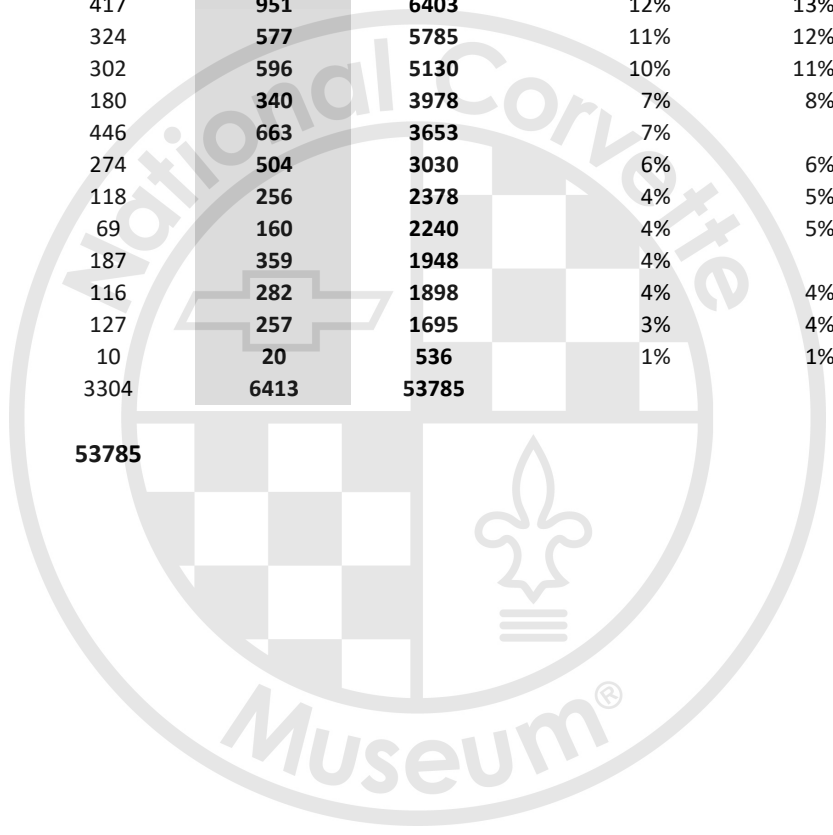 417 951 6403 12% 13%
324 577 5785 11% 12%
302 596 5130 10% 11%
180 340 3978 7% 8%
446 663 3653 7%
274 504 3030 6% 6%
118 256 2378 4% 5%
69 160 2240 4% 5%
187 359 1948 4%
116 282 1898 4% 4%
127 257 1695 3% 4%
10 20 536 1% 1%
3304 6413 53785
53785
National Corvette
Museum®